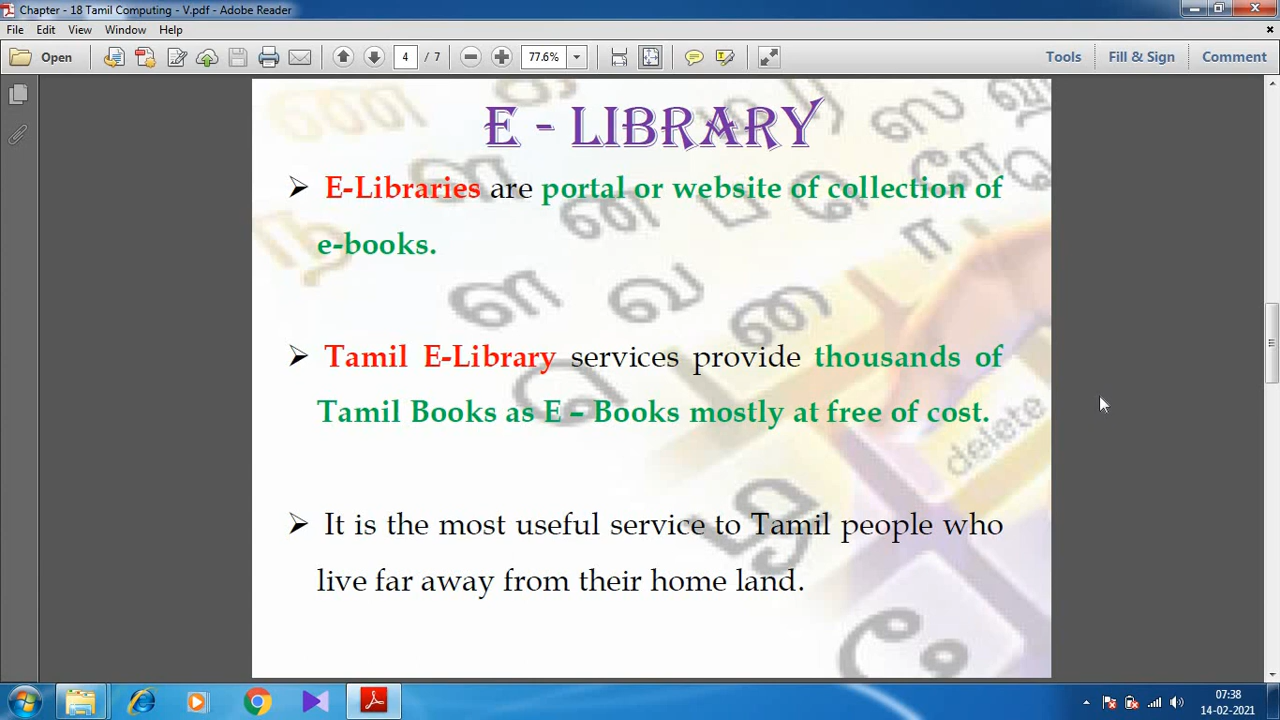 Chapter - 18 Tamil Computing - V.pdf - Adobe Reader
File Edit View Window Help
Open 4 / 7 77.6% Tools Fill & Sign Comment
E - LIBRARY
➢ E-Libraries are portal or website of collection of
e-books.
➢ Tamil E-Library services provide thousands of
Tamil Books as E – Books mostly at free of cost.
delete
➢ It is the most useful service to Tamil people who
live far away from their home land.
07:38
14-02-2021